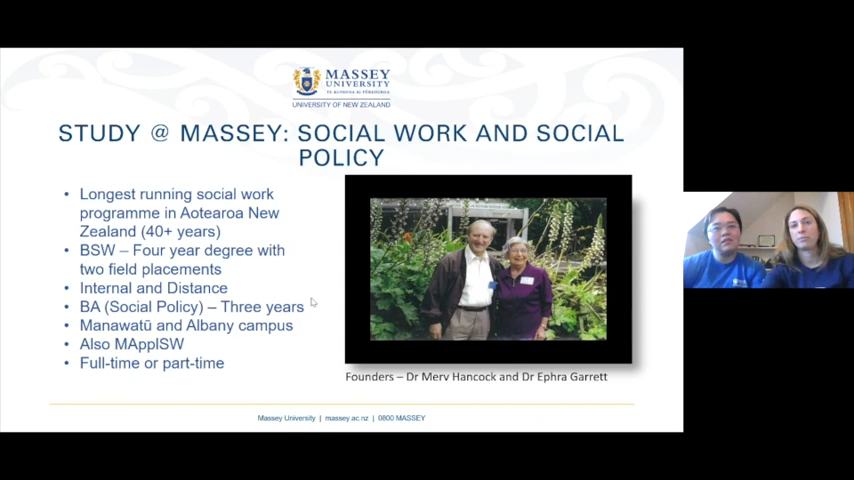 MASSEY
UNIVERSITY
TE KUNENGA KI PŪREHUROA
UNIVERSITY OF NEW ZEALAND
STUDY @ MASSEY: SOCIAL WORK AND SOCIAL
POLICY
• Longest running social work
programme in Aotearoa New
Zealand (40+ years)
• BSW – Four year degree with
two field placements
• Internal and Distance
• BA (Social Policy) – Three years
• Manawatū and Albany campus
• Also MApplSW
• Full-time or part-time
Founders – Dr Merv Hancock and Dr Ephra Garrett
Massey University | massey.ac.nz | 0800 MASSEY